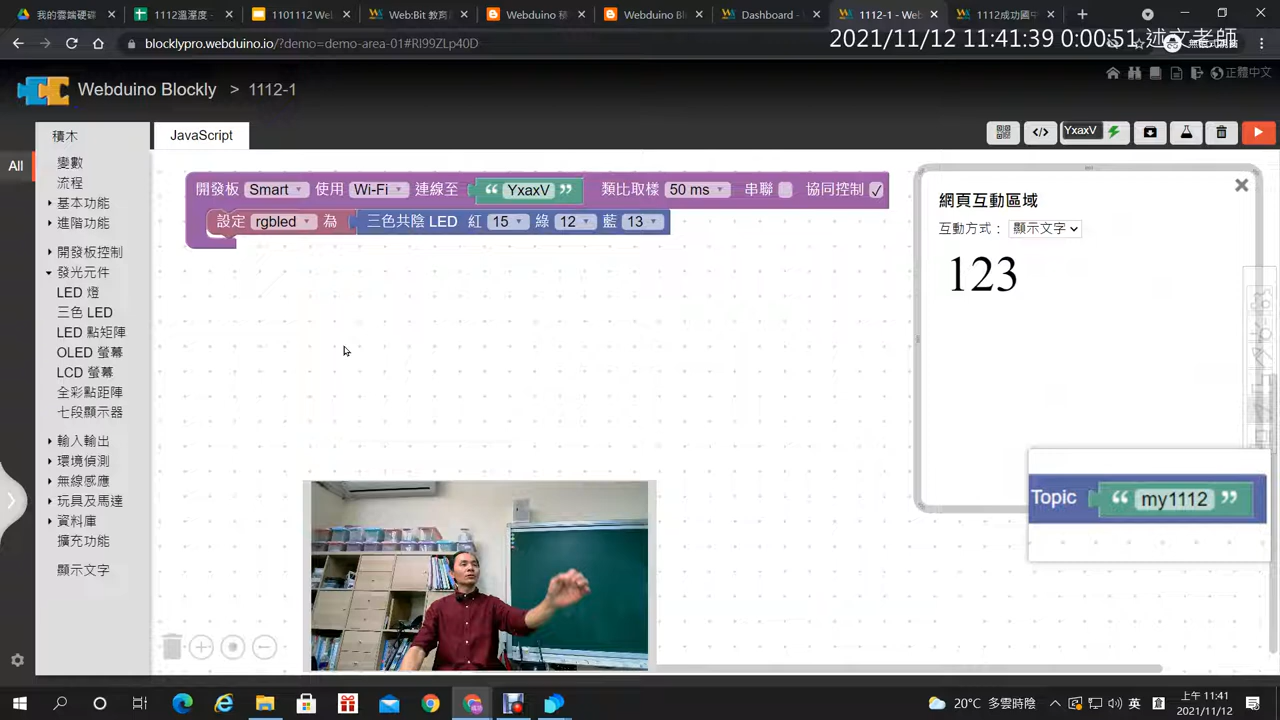 我的雲端硬碟
1112溫溼度 -
1101112 We
Web:Bit 教育
Webduino 積
Webduino Bl
Dashboard -
1112-1 - Web
1112成功國中
blocklypro.webduino.io/?demo=demo-area-01#RI99ZLp40D
2021/11/12 11:41:39 0:00:51 述文老師
Webduino Blockly > 1112-1
正體中文
積木
JavaScript
YxaxV
All
變數
流程
基本功能
進階功能
開發板控制
發光元件
LED 燈
三色 LED
LED 點矩陣
OLED 螢幕
LCD 螢幕
全彩點距陣
七段顯示器
輸入輸出
環境偵測
無線感應
玩具及馬達
資料庫
擴充功能
顯示文字
開發板 Smart 使用 Wi-Fi 連線至 “ YxaxV ” 類比取樣 50 ms 串聯 協同控制
設定 rgbled 為 三色共陰 LED 紅 15 綠 12 藍 13
網頁互動區域
互動方式： 顯示文字
123
Topic “ my1112 ”
20°C 多雲時陰
英
上午 11:41
2021/11/12